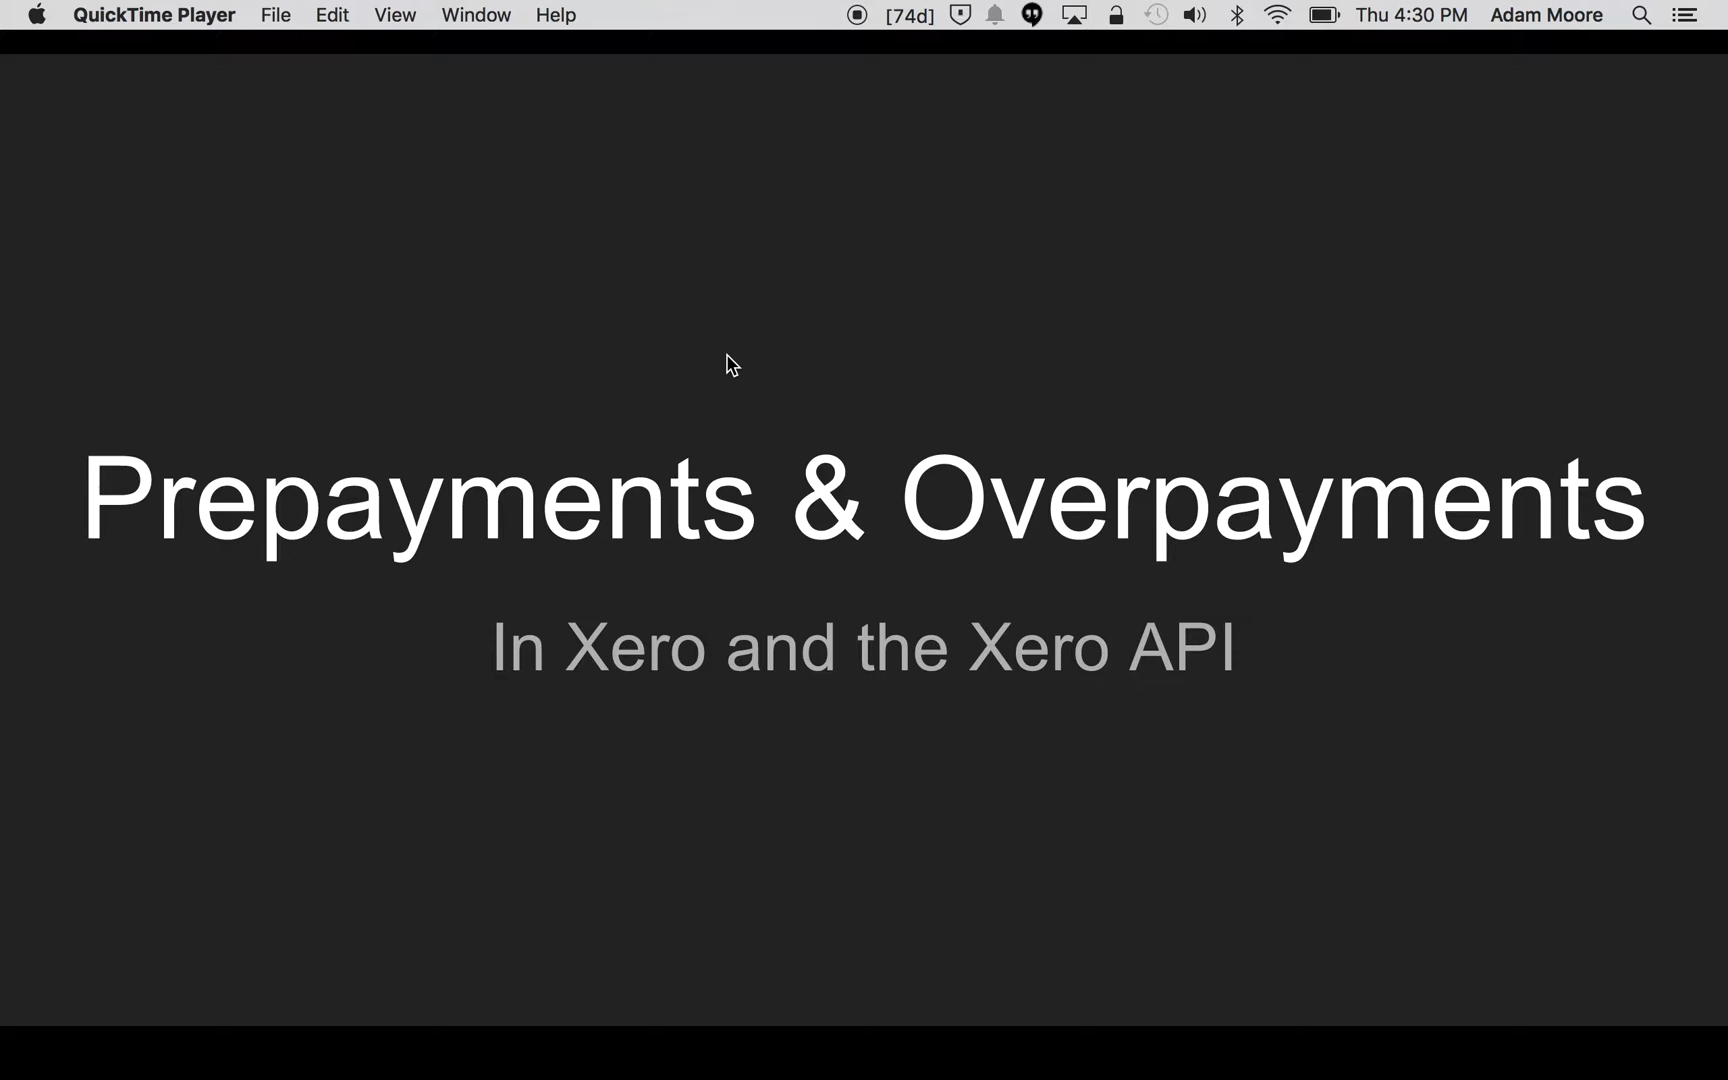 QuickTime Player File Edit View Window Help [74d] Thu 4:30 PM Adam Moore
Prepayments & Overpayments
In Xero and the Xero API